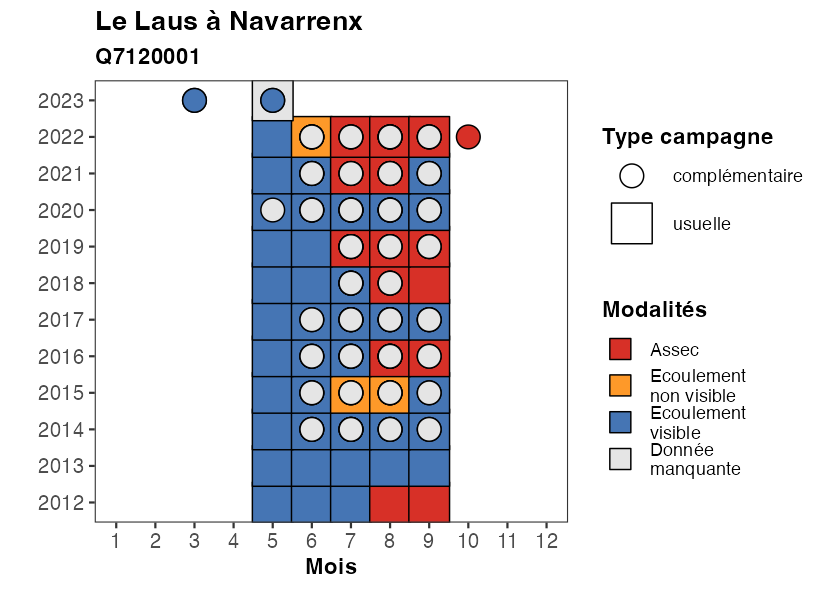 Le Laus à Navarrenx
Q7120001
2023
2022
2021
2020
2019
2018
2017
2016
2015
2014
2013
2012
1 2 3 4 5 6 7 8 9 10 11 12
Mois
Type campagne
complémentaire
usuelle
Modalités
Assec
Ecoulement
non visible
Ecoulement
visible
Donnée
manquante